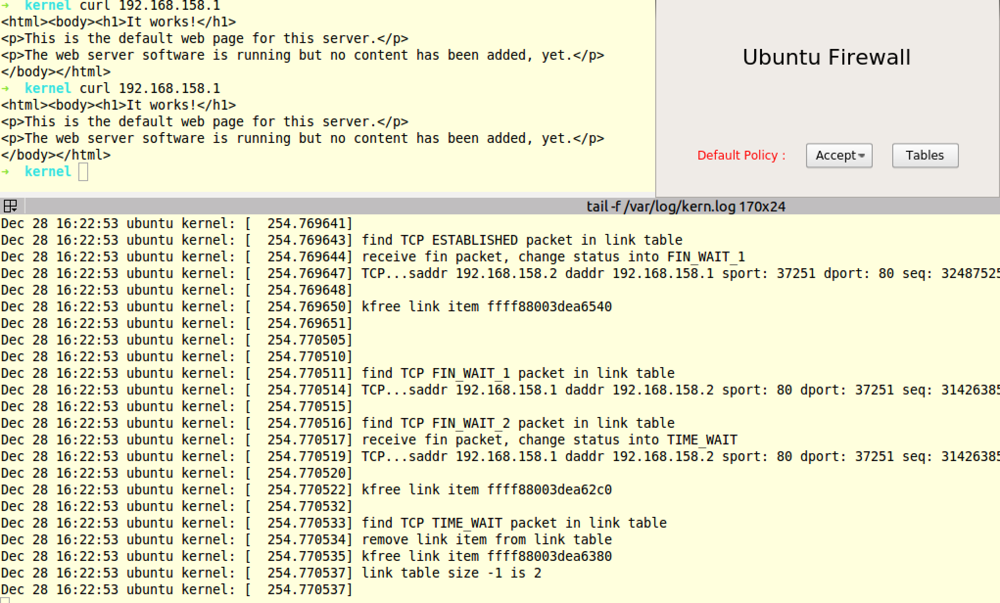 → kernel curl 192.168.158.1
<html><body><h1>It works!</h1>
<p>This is the default web page for this server.</p>
<p>The web server software is running but no content has been added, yet.</p>
</body></html>
→ kernel curl 192.168.158.1
<html><body><h1>It works!</h1>
<p>This is the default web page for this server.</p>
<p>The web server software is running but no content has been added, yet.</p>
</body></html>
→ kernel
Ubuntu Firewall
Default Policy : Accept Tables
tail -f /var/log/kern.log 170x24
Dec 28 16:22:53 ubuntu kernel: [  254.769641]
Dec 28 16:22:53 ubuntu kernel: [  254.769643] find TCP ESTABLISHED packet in link table
Dec 28 16:22:53 ubuntu kernel: [  254.769644] receive fin packet, change status into FIN_WAIT_1
Dec 28 16:22:53 ubuntu kernel: [  254.769647] TCP...saddr 192.168.158.2 daddr 192.168.158.1 sport: 37251 dport: 80 seq: 32487525
Dec 28 16:22:53 ubuntu kernel: [  254.769648]
Dec 28 16:22:53 ubuntu kernel: [  254.769650] kfree link item ffff88003dea6540
Dec 28 16:22:53 ubuntu kernel: [  254.769651]
Dec 28 16:22:53 ubuntu kernel: [  254.770505]
Dec 28 16:22:53 ubuntu kernel: [  254.770510]
Dec 28 16:22:53 ubuntu kernel: [  254.770511] find TCP FIN_WAIT_1 packet in link table
Dec 28 16:22:53 ubuntu kernel: [  254.770514] TCP...saddr 192.168.158.1 daddr 192.168.158.2 sport: 80 dport: 37251 seq: 31426385
Dec 28 16:22:53 ubuntu kernel: [  254.770515]
Dec 28 16:22:53 ubuntu kernel: [  254.770516] find TCP FIN_WAIT_2 packet in link table
Dec 28 16:22:53 ubuntu kernel: [  254.770517] receive fin packet, change status into TIME_WAIT
Dec 28 16:22:53 ubuntu kernel: [  254.770519] TCP...saddr 192.168.158.1 daddr 192.168.158.2 sport: 80 dport: 37251 seq: 31426385
Dec 28 16:22:53 ubuntu kernel: [  254.770520]
Dec 28 16:22:53 ubuntu kernel: [  254.770522] kfree link item ffff88003dea62c0
Dec 28 16:22:53 ubuntu kernel: [  254.770532]
Dec 28 16:22:53 ubuntu kernel: [  254.770533] find TCP TIME_WAIT packet in link table
Dec 28 16:22:53 ubuntu kernel: [  254.770534] remove link item from link table
Dec 28 16:22:53 ubuntu kernel: [  254.770535] kfree link item ffff88003dea6380
Dec 28 16:22:53 ubuntu kernel: [  254.770537] link table size -1 is 2
Dec 28 16:22:53 ubuntu kernel: [  254.770537]